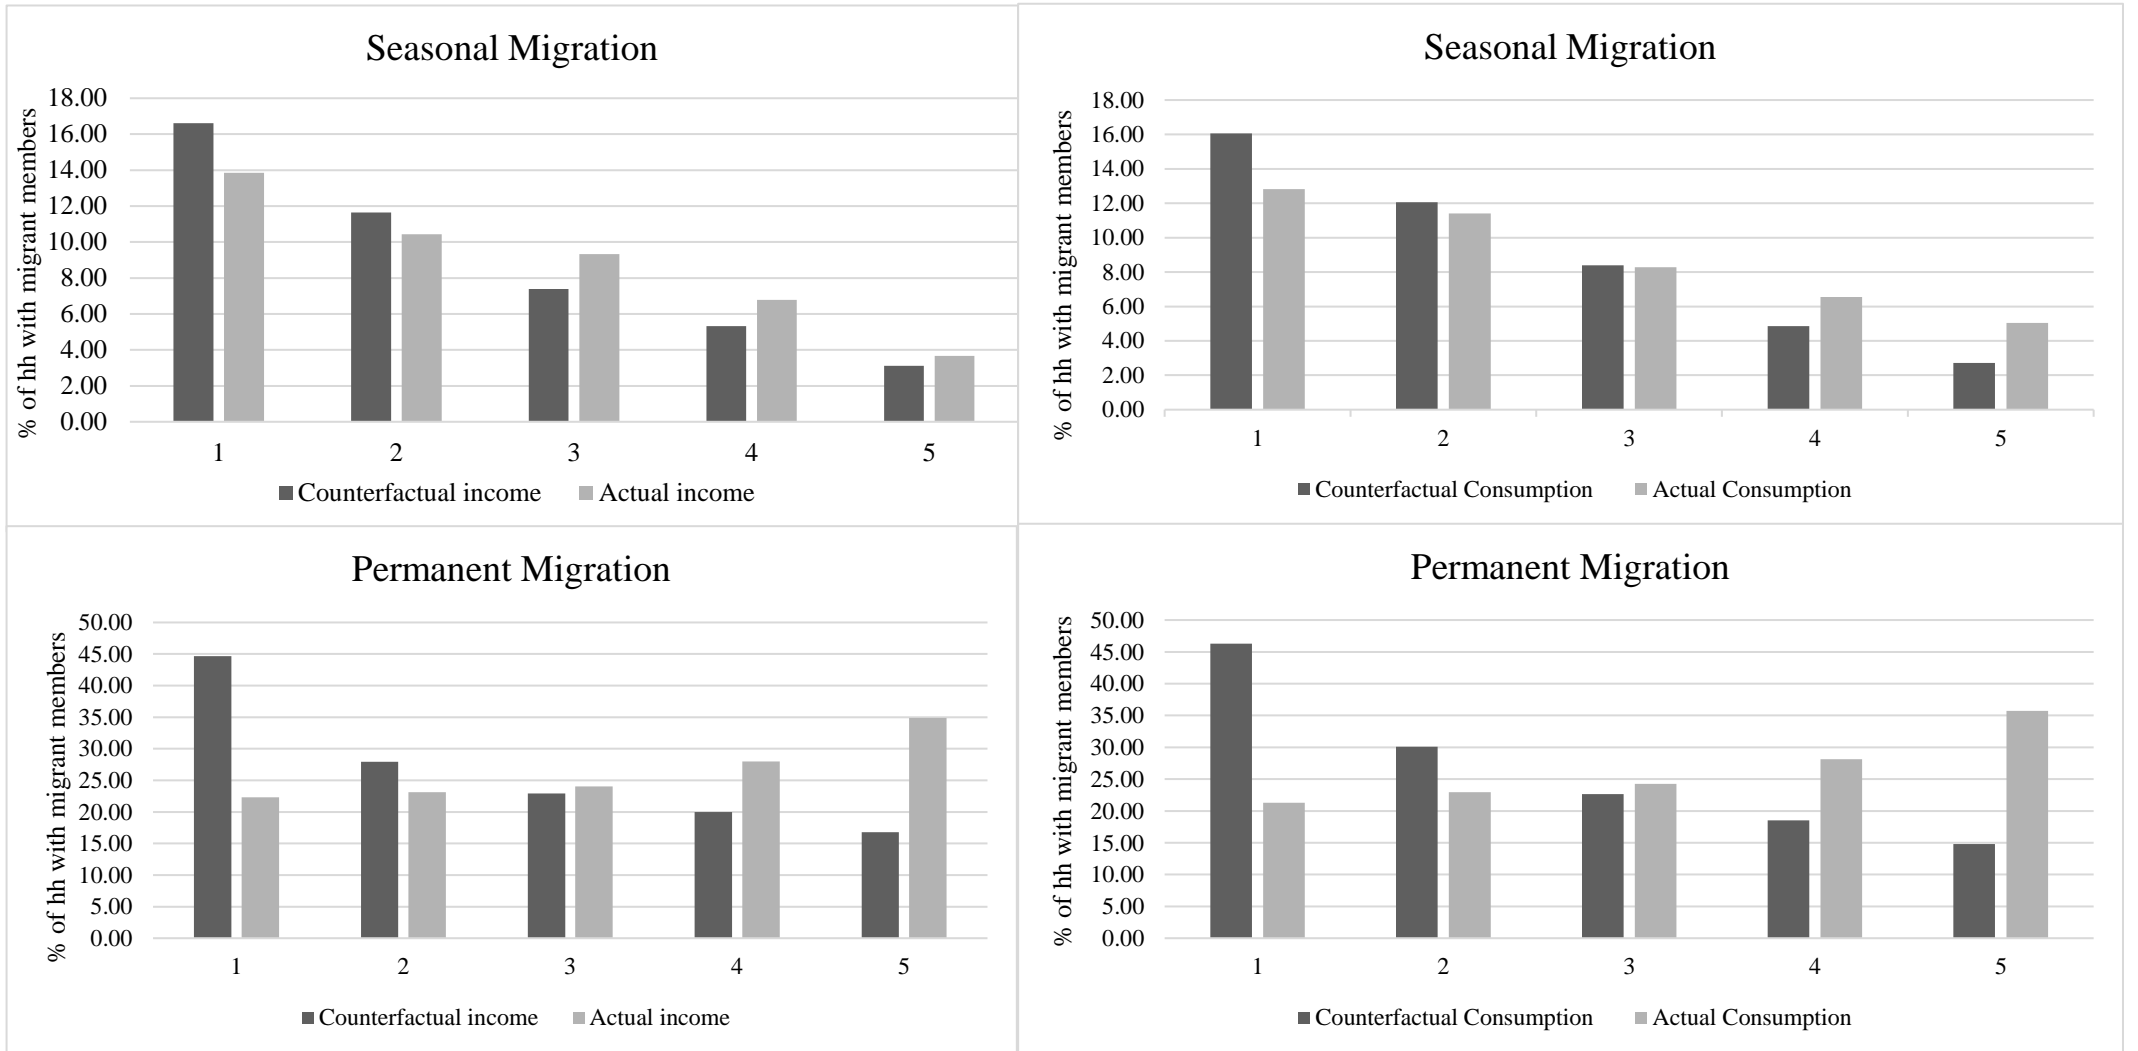 Seasonal Migration
% of hh with migrant members
18.00
16.00
14.00
12.00
10.00
8.00
6.00
4.00
2.00
0.00
1 2 3 4 5
Counterfactual income Actual income
Seasonal Migration
% of hh with migrant members
18.00
16.00
14.00
12.00
10.00
8.00
6.00
4.00
2.00
0.00
1 2 3 4 5
Counterfactual Consumption Actual Consumption
Permanent Migration
% of hh with migrant members
50.00
45.00
40.00
35.00
30.00
25.00
20.00
15.00
10.00
5.00
0.00
1 2 3 4 5
Counterfactual income Actual income
Permanent Migration
% of hh with migrant members
50.00
45.00
40.00
35.00
30.00
25.00
20.00
15.00
10.00
5.00
0.00
1 2 3 4 5
Counterfactual Consumption Actual Consumption